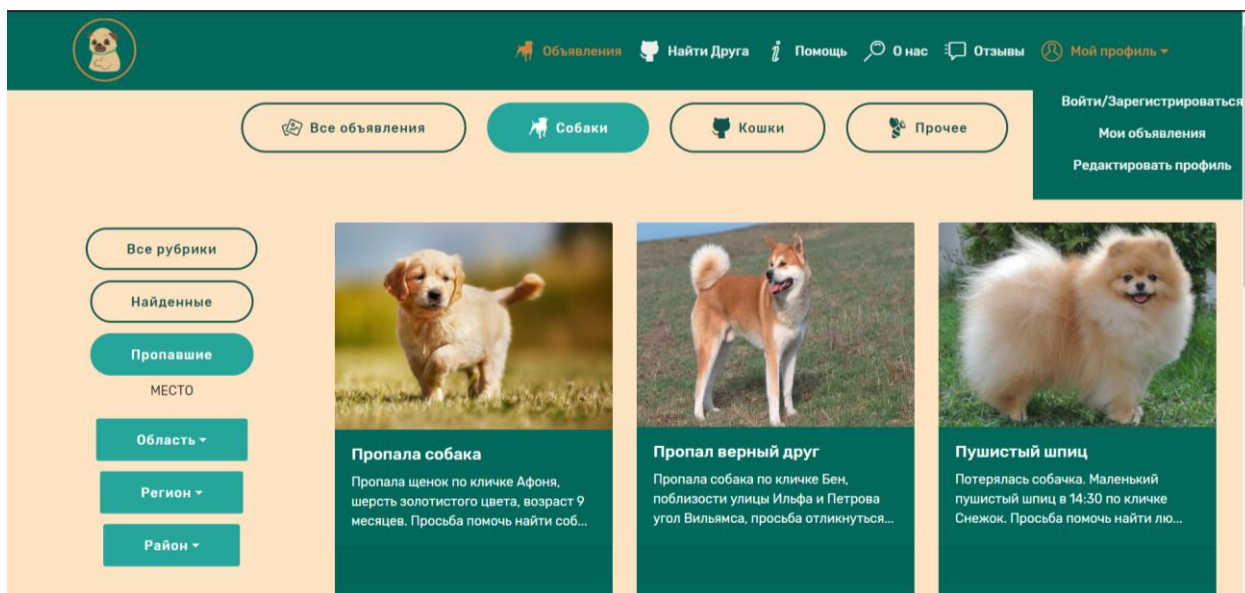 Объявления Найти Друга Помощь О нас Отзывы Мой профиль
Войти/Зарегистрироваться
Мои объявления
Редактировать профиль
Все объявления Собаки Кошки Прочее
Все рубрики
Найденные
Пропавшие
МЕСТО
Область
Регион
Район
Пропала собака
Пропала щенок по кличке Афоня,
шерсть золотистого цвета, возраст 9
месяцев. Просьба помочь найти соб...
Пропал верный друг
Пропала собака по кличке Бен,
поблизости улицы Ильфа и Петрова
угол Вильямса, просьба отликнуться...
Пушистый шпиц
Потерялась собачка. Маленький
пушистый шпиц в 14:30 по кличке
Снежок. Просьба помочь найти лю...